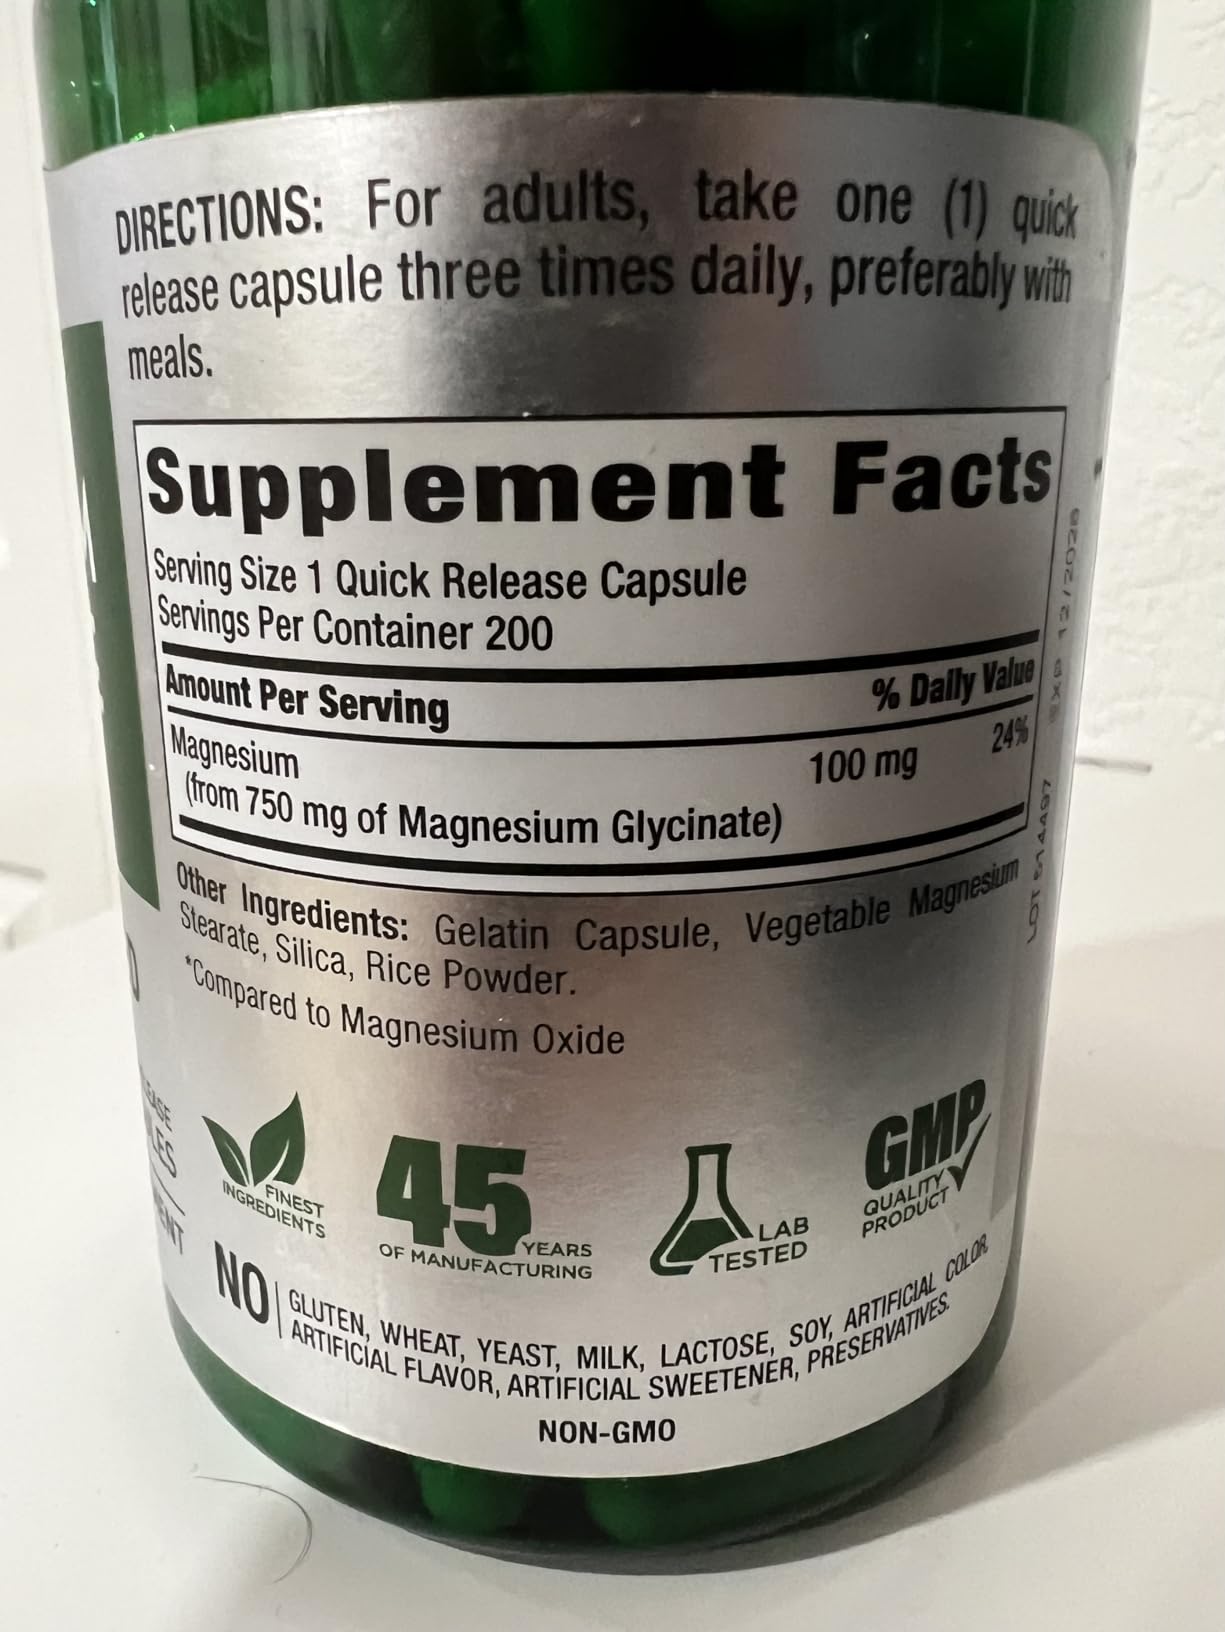 DIRECTIONS: For adults, take one (1) quick
release capsule three times daily, preferably with
meals.
Supplement Facts
Serving Size 1 Quick Release Capsule
Servings Per Container 200
Amount Per Serving % Daily Value
Magnesium 100 mg 24%
(from 750 mg of Magnesium Glycinate)
Other Ingredients: Gelatin Capsule, Vegetable Magnesium
Stearate, Silica, Rice Powder.
*Compared to Magnesium Oxide
FINEST
INGREDIENTS
45
YEARS
OF MANUFACTURING
LAB
TESTED
GMP
QUALITY
PRODUCT
NO
GLUTEN, WHEAT, YEAST, MILK, LACTOSE, SOY, ARTIFICIAL COLOR,
ARTIFICIAL FLAVOR, ARTIFICIAL SWEETENER, PRESERVATIVES.
NON-GMO